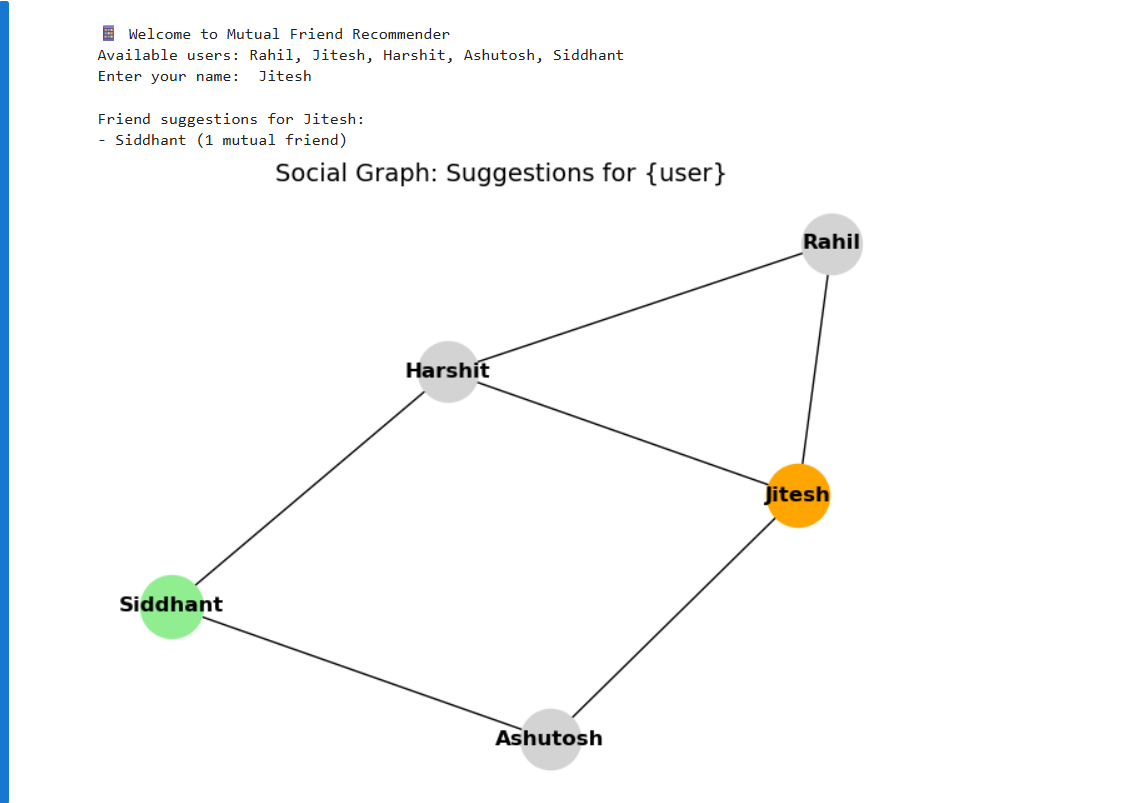 🧮 Welcome to Mutual Friend Recommender
Available users: Rahil, Jitesh, Harshit, Ashutosh, Siddhant
Enter your name:  Jitesh
Friend suggestions for Jitesh:
- Siddhant (1 mutual friend)
Social Graph: Suggestions for {user}
Rahil
Harshit
Jitesh
Siddhant
Ashutosh